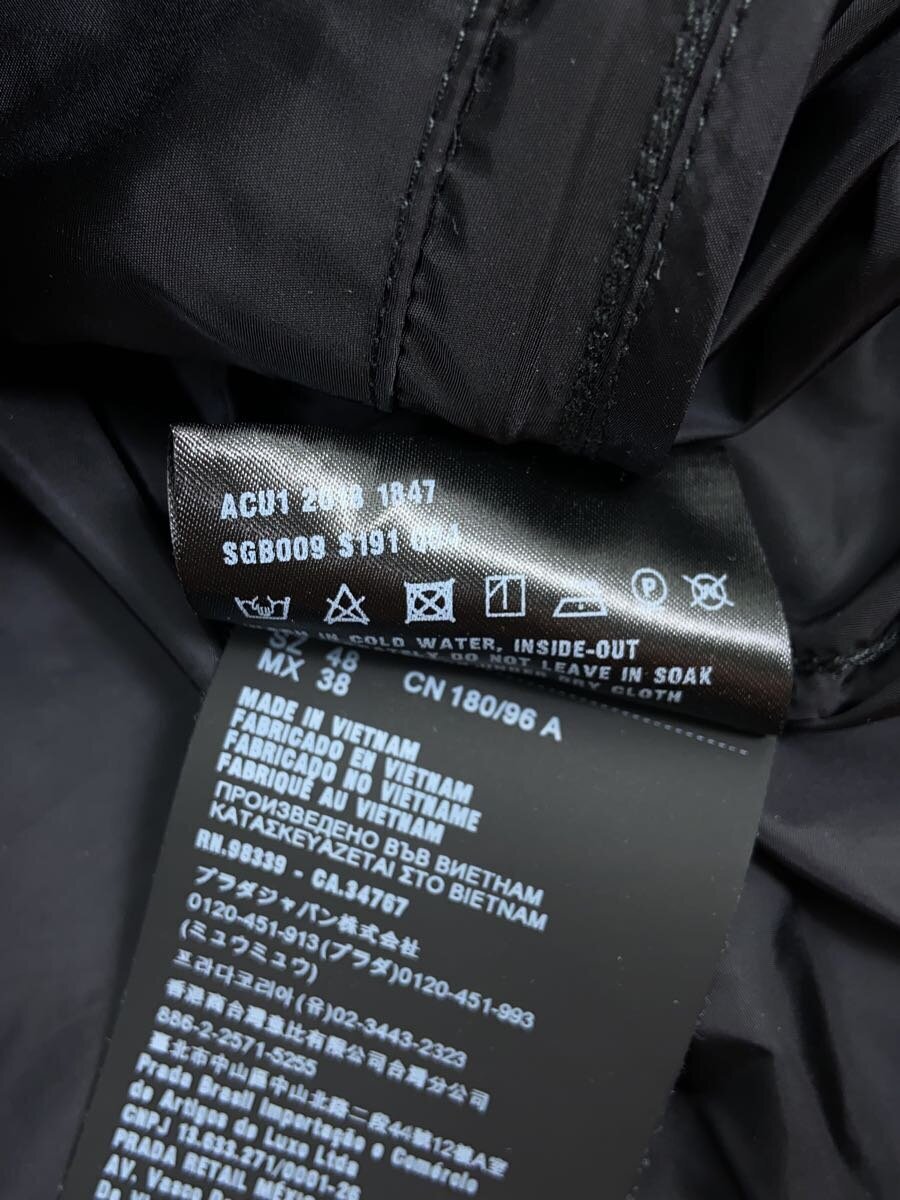 ACU1 1847
SGB009 S191
P
IN COLD WATER, INSIDE-OUT
DO NOT LEAVE IN SOAK
DRY CLOTH
48
MX 38
CN 180/96 A
MADE IN VIETNAM
FABRICADO EN VIETNAM
FABRICADO NO VIETNAME
FABRIQUÉ AU VIETNAM
ПРОИЗВЕДЕНО ВЪВ ВИЕТНАМ
ΚΑΤΑΣΚΕΥΑΖΕΤΑΙ ΣΤΟ ΒΙΕΤΝΑΜ
RN.98339 - CA.34767
プラダジャパン株式会社
0120-451-913(プラダ)0120-451-993
(ミュウミュウ)
프라다코리아(유)02-3443-2323
香港商台灣普比有限公司台灣分公司
886-2-2571-5255
臺北市中山區中山北路二段44號12樓A室
Prada Brasil Importação e Comércio
de Artigos de Luxo Ltda
CNPJ 13.633.271/0001-26
PRADA RETAIL MÉXICO
AV. Vasco